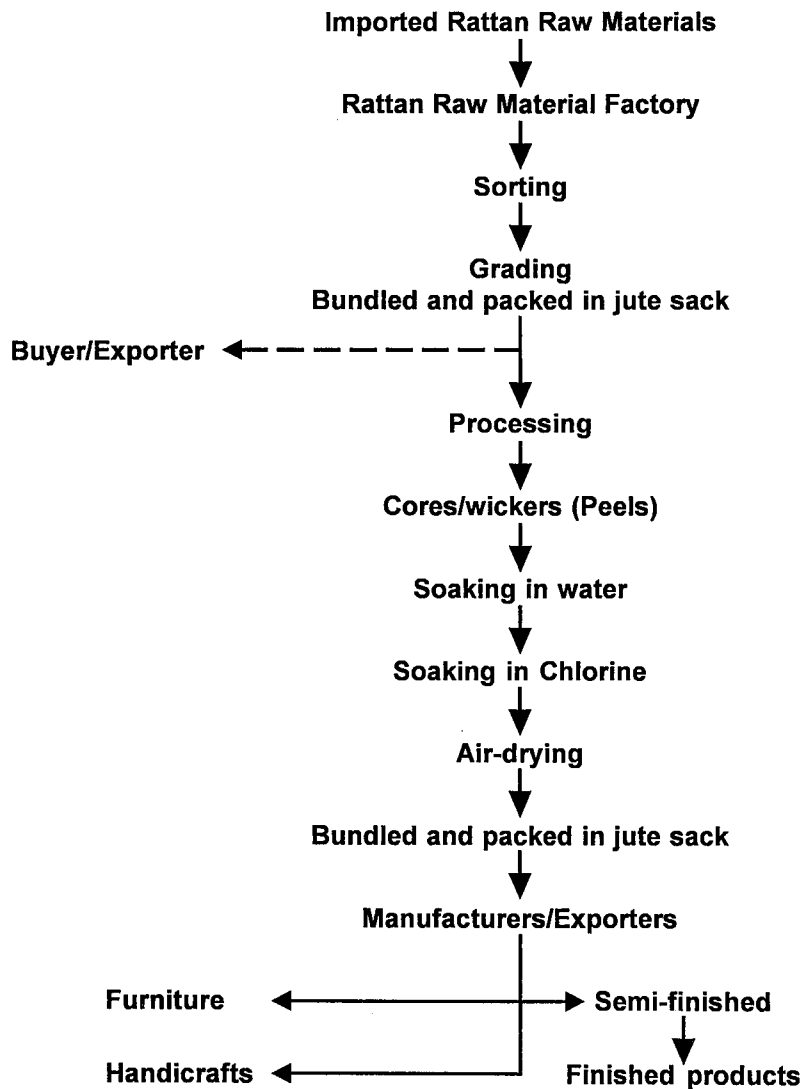 Imported Rattan Raw Materials
Rattan Raw Material Factory
Sorting
Grading
Bundled and packed in jute sack
Buyer/Exporter
Processing
Cores/wickers (Peels)
Soaking in water
Soaking in Chlorine
Air-drying
Bundled and packed in jute sack
Manufacturers/Exporters
Furniture
Semi-finished
Handicrafts
Finished products